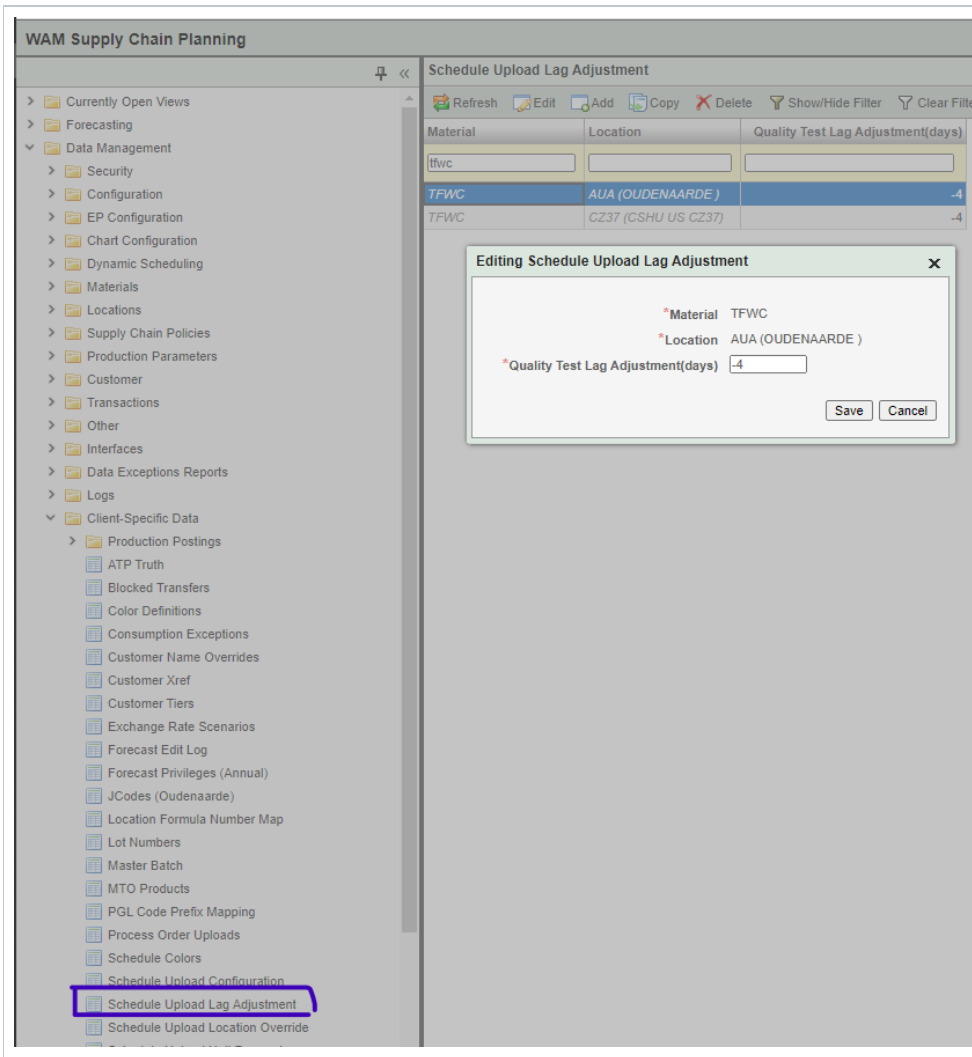 WAM Supply Chain Planning
Schedule Upload Lag Adjustment
Refresh Edit Add Copy Delete Show/Hide Filter Clear Filte
Material Location Quality Test Lag Adjustment(days)
tfwc
TFWC AUA (OUDENAARDE ) -4
TFWC CZ37 (CSHU US CZ37) -4
Editing Schedule Upload Lag Adjustment
*Material TFWC
*Location AUA (OUDENAARDE )
*Quality Test Lag Adjustment(days) -4
Save Cancel
Currently Open Views
Forecasting
Data Management
Security
Configuration
EP Configuration
Chart Configuration
Dynamic Scheduling
Materials
Locations
Supply Chain Policies
Production Parameters
Customer
Transactions
Other
Interfaces
Data Exceptions Reports
Logs
Client-Specific Data
Production Postings
ATP Truth
Blocked Transfers
Color Definitions
Consumption Exceptions
Customer Name Overrides
Customer Xref
Customer Tiers
Exchange Rate Scenarios
Forecast Edit Log
Forecast Privileges (Annual)
JCodes (Oudenaarde)
Location Formula Number Map
Lot Numbers
Master Batch
MTO Products
PGL Code Prefix Mapping
Process Order Uploads
Schedule Colors
Schedule Upload Configuration
Schedule Upload Lag Adjustment
Schedule Upload Location Override